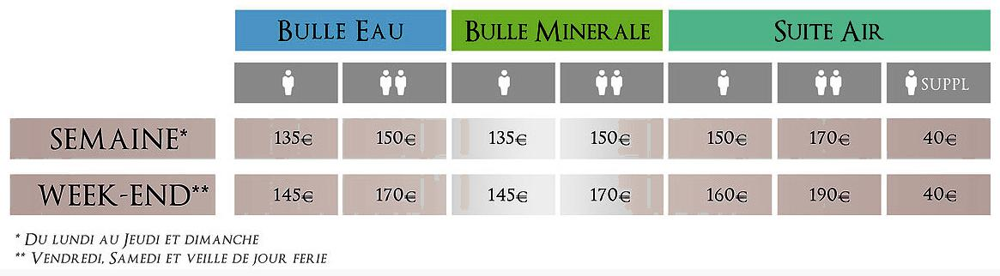 Bulle Eau Bulle Minerale Suite Air
SUPPL
SEMAINE* 135€ 150€ 135€ 150€ 150€ 170€ 40€
WEEK-END** 145€ 170€ 145€ 170€ 160€ 190€ 40€
* Du lundi au Jeudi et dimanche
** Vendredi, Samedi et veille de jour ferie